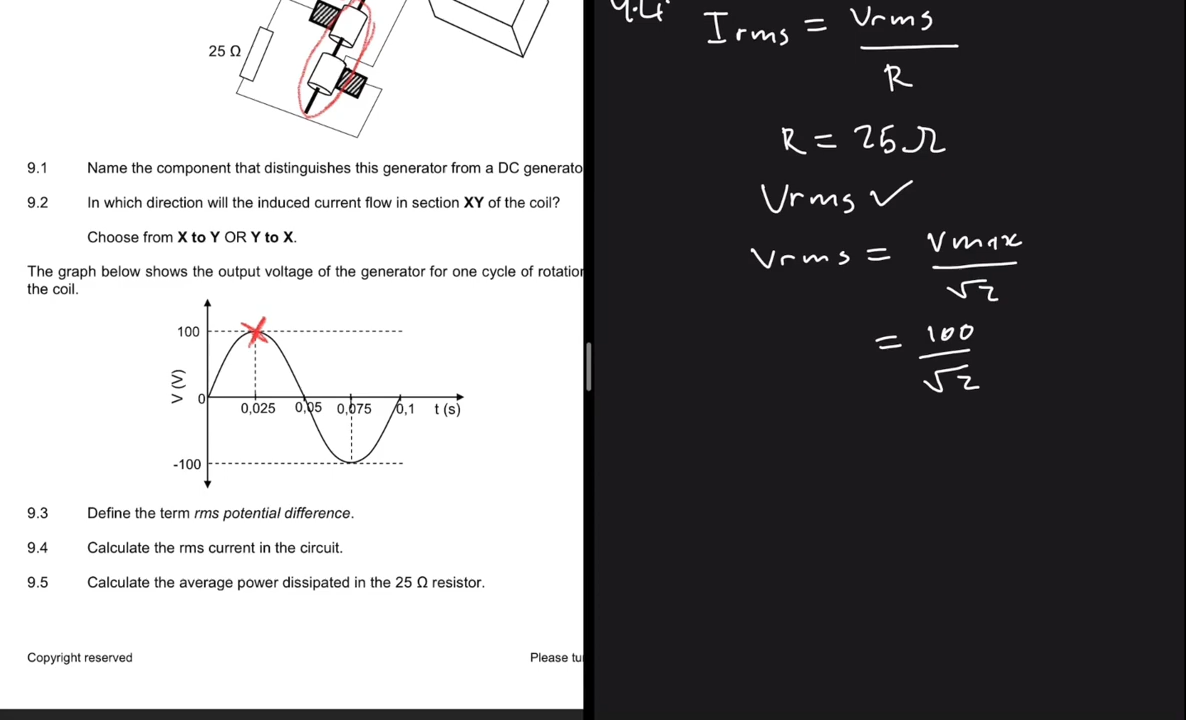 25 Ω
9.1 Name the component that distinguishes this generator from a DC generato
9.2 In which direction will the induced current flow in section XY of the coil?
Choose from X to Y OR Y to X.
The graph below shows the output voltage of the generator for one cycle of rotation
the coil.
100
V (V)
0
0,025 0,05 0,075 0,1 t (s)
-100
9.3 Define the term rms potential difference.
9.4 Calculate the rms current in the circuit.
9.5 Calculate the average power dissipated in the 25 Ω resistor.
Copyright reserved Please tu
9.4
Irms = Vrms
R
R = 25 Ω
Vrms ✓
Vrms = Vmax
√2
= 100
√2